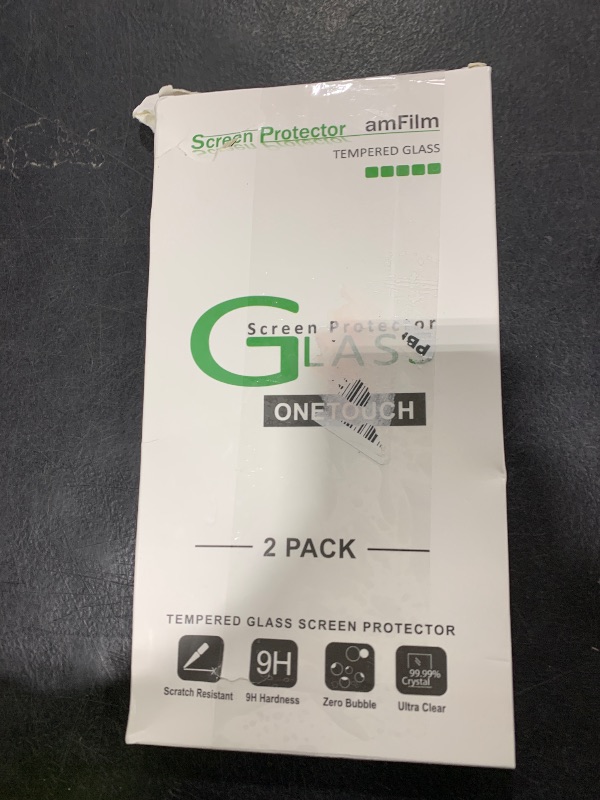 Screen Protector amFilm
TEMPERED GLASS
Screen Protector
GLASS
ONETOUCH
2 PACK
TEMPERED GLASS SCREEN PROTECTOR
9H
99.99%
Crystal
Scratch Resistant 9H Hardness Zero Bubble Ultra Clear